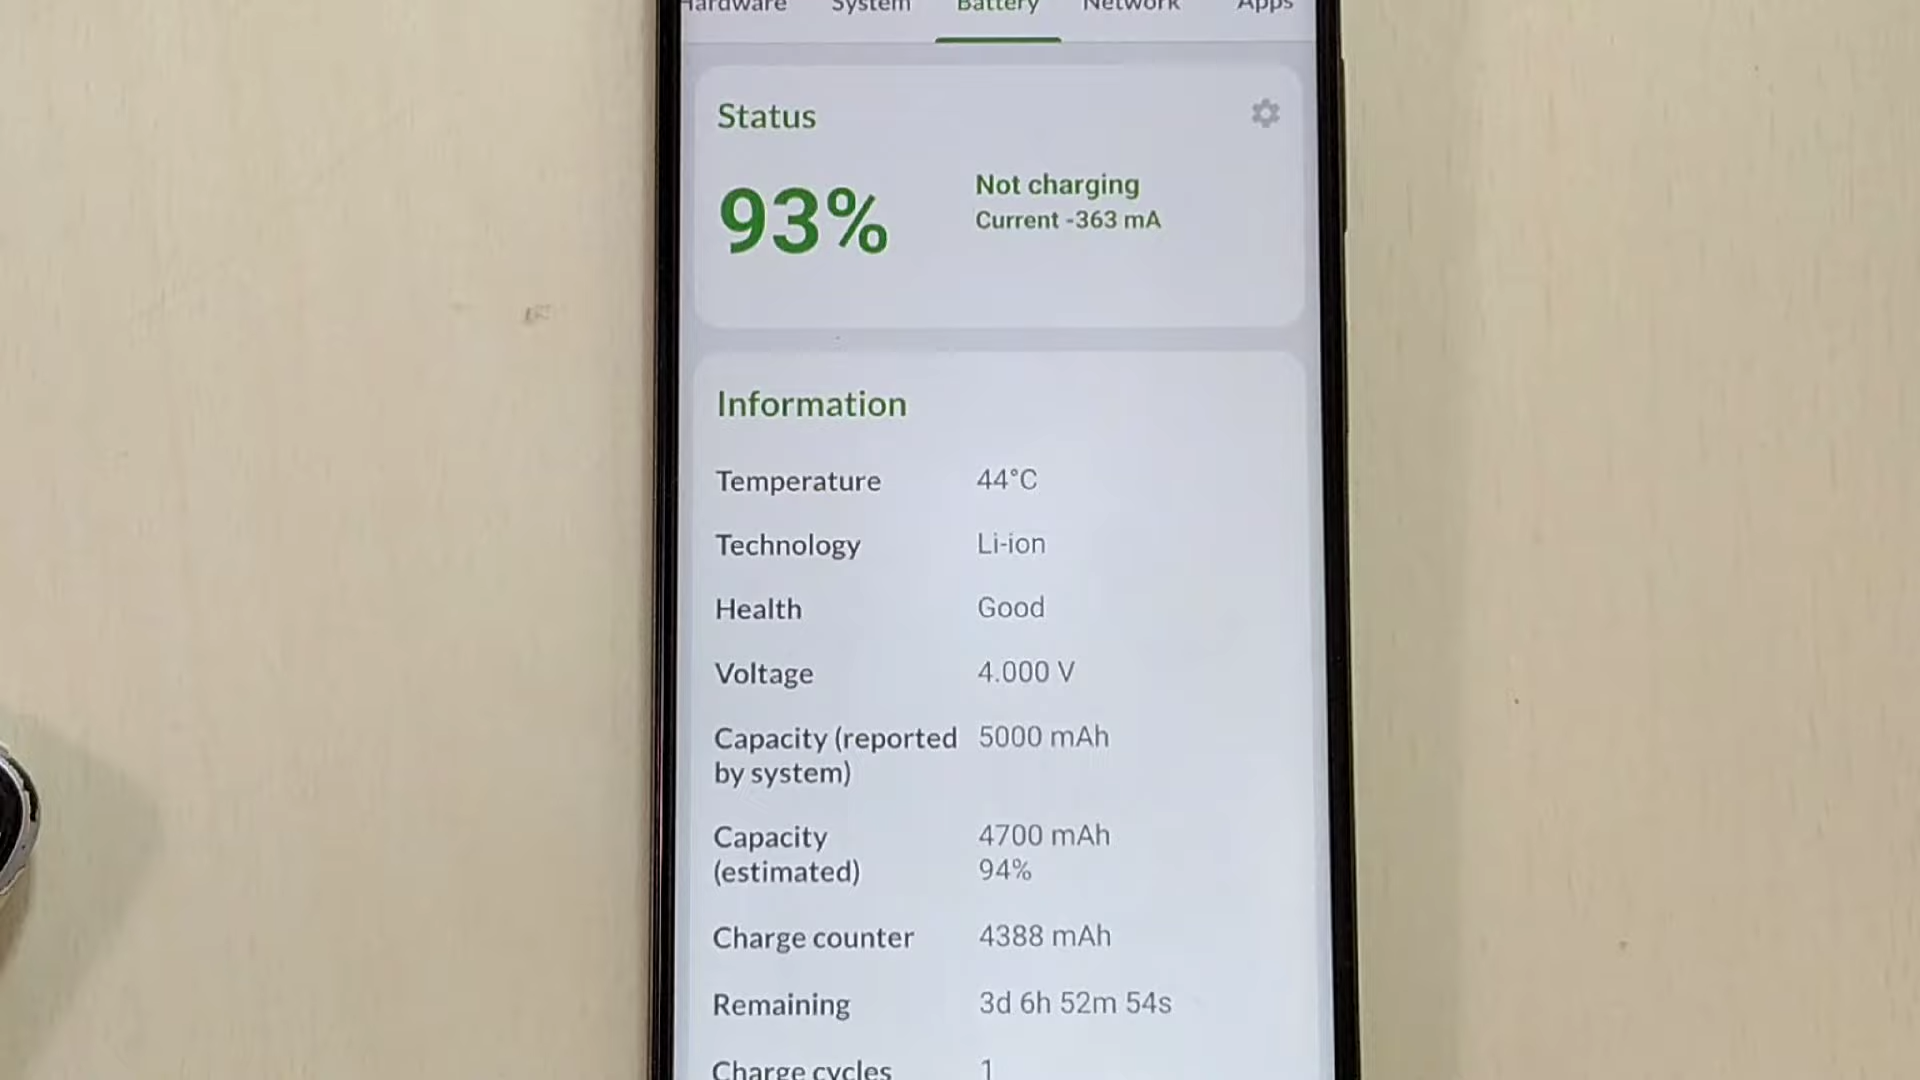 Hardware System Battery Network Apps
Status
93%
Not charging
Current -363 mA
Information
Temperature 44°C
Technology Li-ion
Health Good
Voltage 4.000 V
Capacity (reported by system) 5000 mAh
Capacity (estimated) 4700 mAh
94%
Charge counter 4388 mAh
Remaining 3d 6h 52m 54s
Charge cycles 1